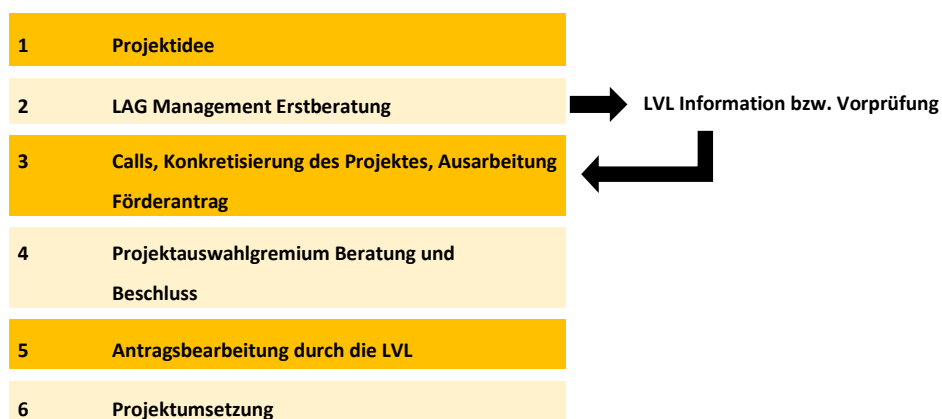 1 Projektidee
2 LAG Management Erstberatung
LVL Information bzw. Vorprüfung
3 Calls, Konkretisierung des Projektes, Ausarbeitung
Förderantrag
4 Projektauswahlgremium Beratung und
Beschluss
5 Antragsbearbeitung durch die LVL
6 Projektumsetzung